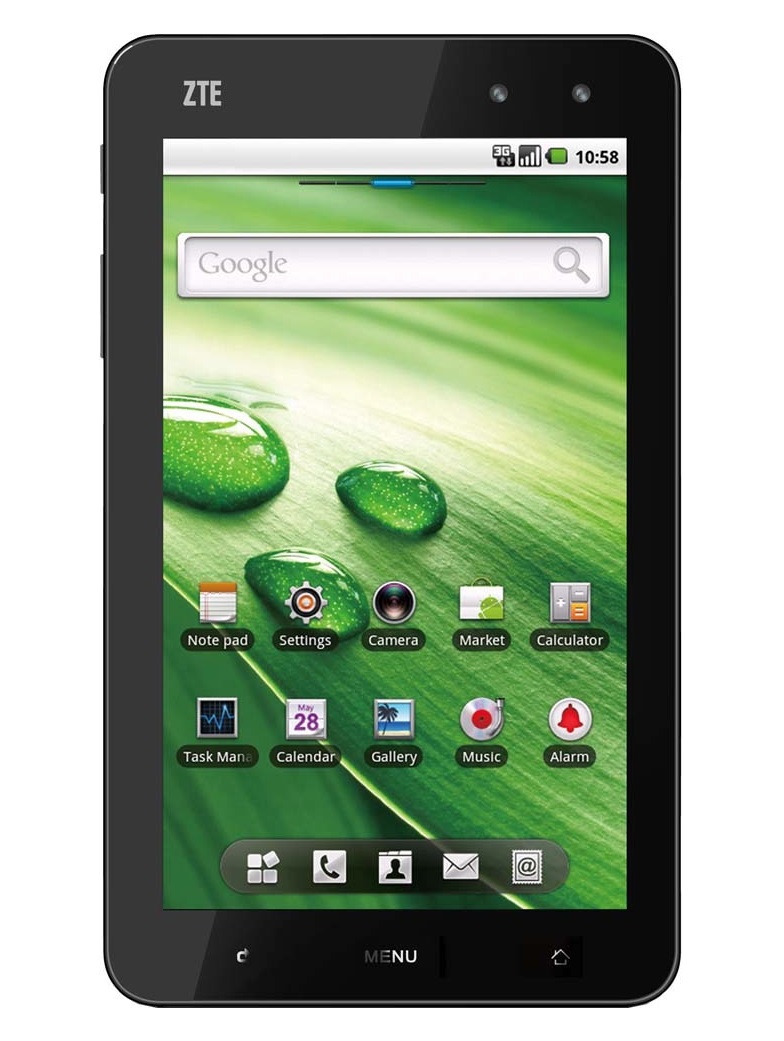 ZTE
3G 10:58
Google
Note pad Settings Camera Market Calculator
May
28
Task Mana Calendar Gallery Music Alarm
@
MENU